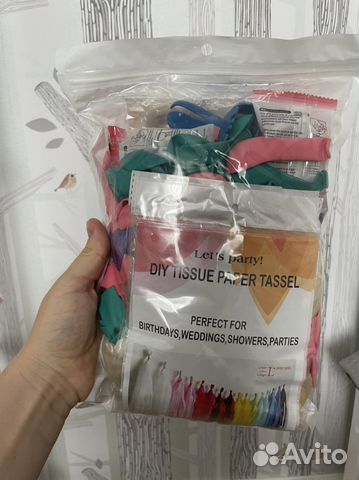 Let's party!
DIY TISSUE PAPER TASSEL
PERFECT FOR
BIRTHDAYS,WEDDINGS,SHOWERS,PARTIES
Avito